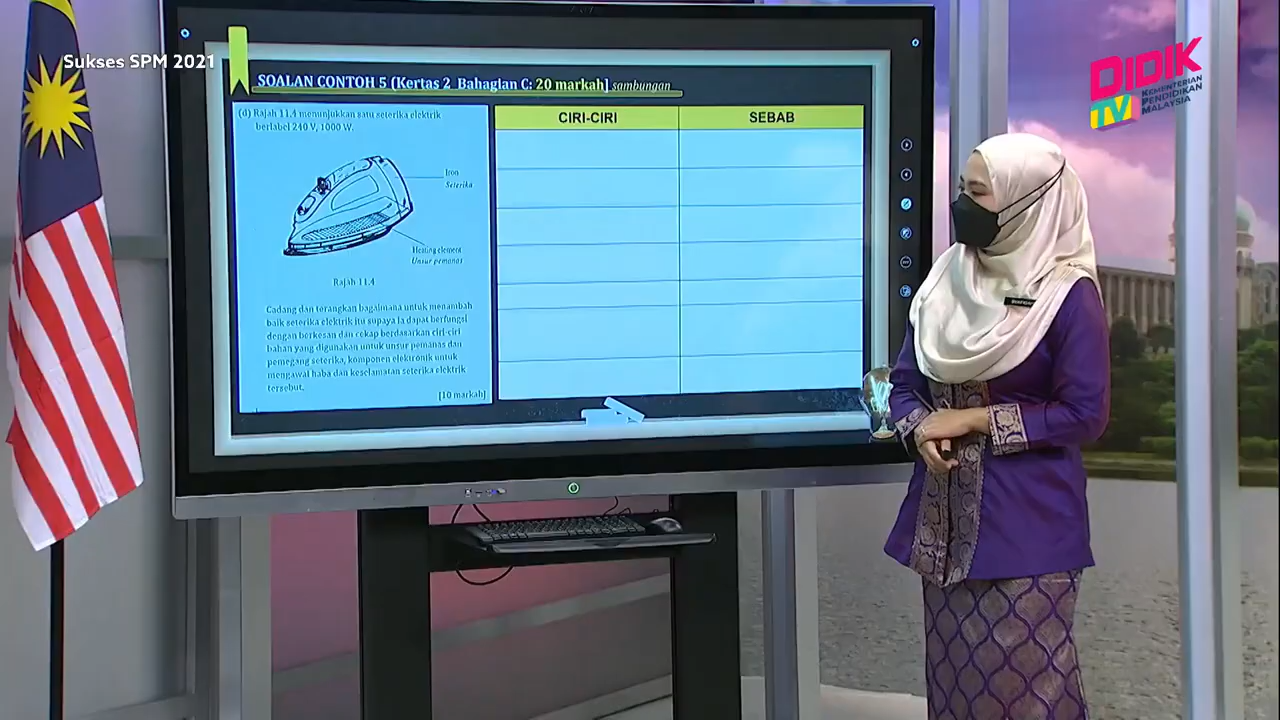 Sukses SPM 2021
DIDIK
TV
KEMENTERIAN
PENDIDIKAN
MALAYSIA
SOALAN CONTOH 5 (Kertas 2 Bahagian C: 20 markah] sambungan
(d) Rajah 11.4 menunjukkan satu seterika elektrik
berlabel 240 V, 1000 W.
Iron
Seterika
Heating element
Unsur pemanas
Rajah 11.4
Cadang dan terangkan bagaimana untuk menambah
baik seterika elektrik itu supaya ia dapat berfungsi
dengan berkesan dan cekap berdasarkan ciri-ciri
bahan yang digunakan untuk unsur pemanas dan
pemegang seterika, komponen elektronik untuk
mengawal haba dan keselamatan seterika elektrik
tersebut.
[10 markah]
CIRI-CIRI
SEBAB